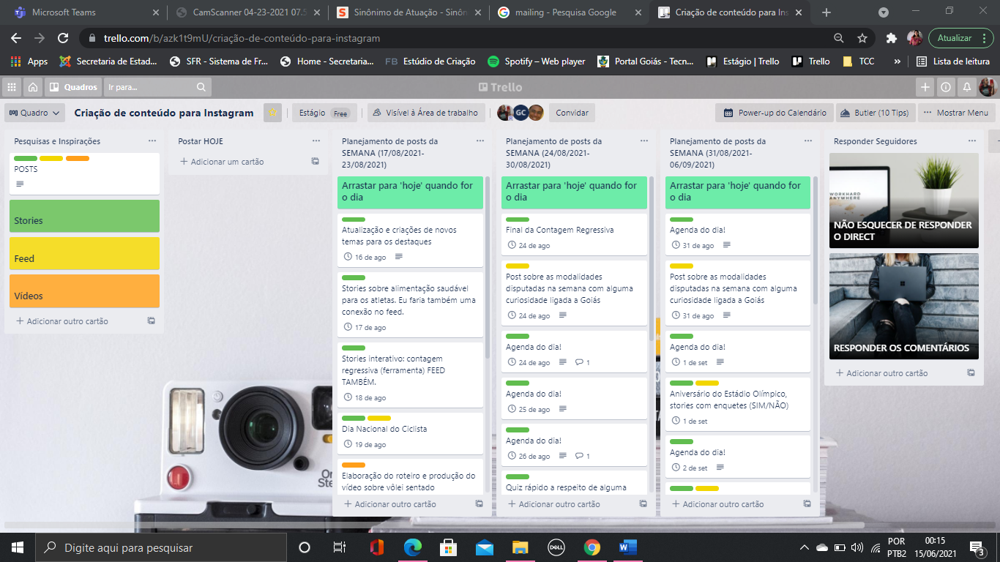 Microsoft Teams
CamScanner 04-23-2021 07.5
Sinônimo de Atuação - Sinôn
mailing - Pesquisa Google
Criação de conteúdo para Ins
trello.com/b/azk1t9mU/criação-de-conteúdo-para-instagram
Atualizar
Apps
Secretaria de Estad...
SFR - Sistema de Fr...
Home - Secretaria...
FB Estúdio de Criação
Spotify – Web player
Portal Goiás - Tecn...
Estágio | Trello
Trello
TCC
»
Lista de leitura
Quadros
Ir para...
Trello
Quadro
Criação de conteúdo para Instagram
Estágio Free
Visível à Área de trabalho
GC
Convidar
Power-up do Calendário
Butler (10 Tips)
Mostrar Menu
Pesquisas e Inspirações
POSTS
Stories
Feed
Vídeos
Adicionar outro cartão
Postar HOJE
Adicionar um cartão
Planejamento de posts da
SEMANA (17/08/2021-
23/08/2021)
Arrastar para 'hoje' quando for
o dia
Atualização e criações de novos
temas para os destaques
16 de ago
Stories sobre alimentação saudável
para os atletas. Eu faria também uma
conexão no feed.
17 de ago
Stories interativo: contagem
regressiva (ferramenta) FEED
TAMBÉM.
18 de ago
Dia Nacional do Ciclista
19 de ago
Elaboração do roteiro e produção do
vídeo sobre vôlei sentado
Adicionar outro cartão
Planejamento de posts da
SEMANA (24/08/2021-
30/08/2021)
Arrastar para 'hoje' quando for
o dia
Final da Contagem Regressiva
24 de ago
Post sobre as modalidades
disputadas na semana com alguma
curiosidade ligada a Goiás
24 de ago
Agenda do dia!
24 de ago 1
Agenda do dia!
25 de ago
Agenda do dia!
26 de ago 1
Quiz rápido a respeito de alguma
Adicionar outro cartão
Planejamento de posts da
SEMANA (31/08/2021-
06/09/2021)
Arrastar para 'hoje' quando for
o dia
Agenda do dia!
31 de ago
Post sobre as modalidades
disputadas na semana com alguma
curiosidade ligada a Goiás
31 de ago
Agenda do dia!
1 de set
Aniversário do Estádio Olímpico,
stories com enquetes (SIM/NÃO)
1 de set
Agenda do dia!
2 de set
Adicionar outro cartão
Responder Seguidores
WORKHARD
ANYWHERE
NÃO ESQUECER DE RESPONDER
O DIRECT
RESPONDER OS COMENTÁRIOS
Adicionar outro cartão
Digite aqui para pesquisar
DELL
POR
PTB2
00:15
15/06/2021
3